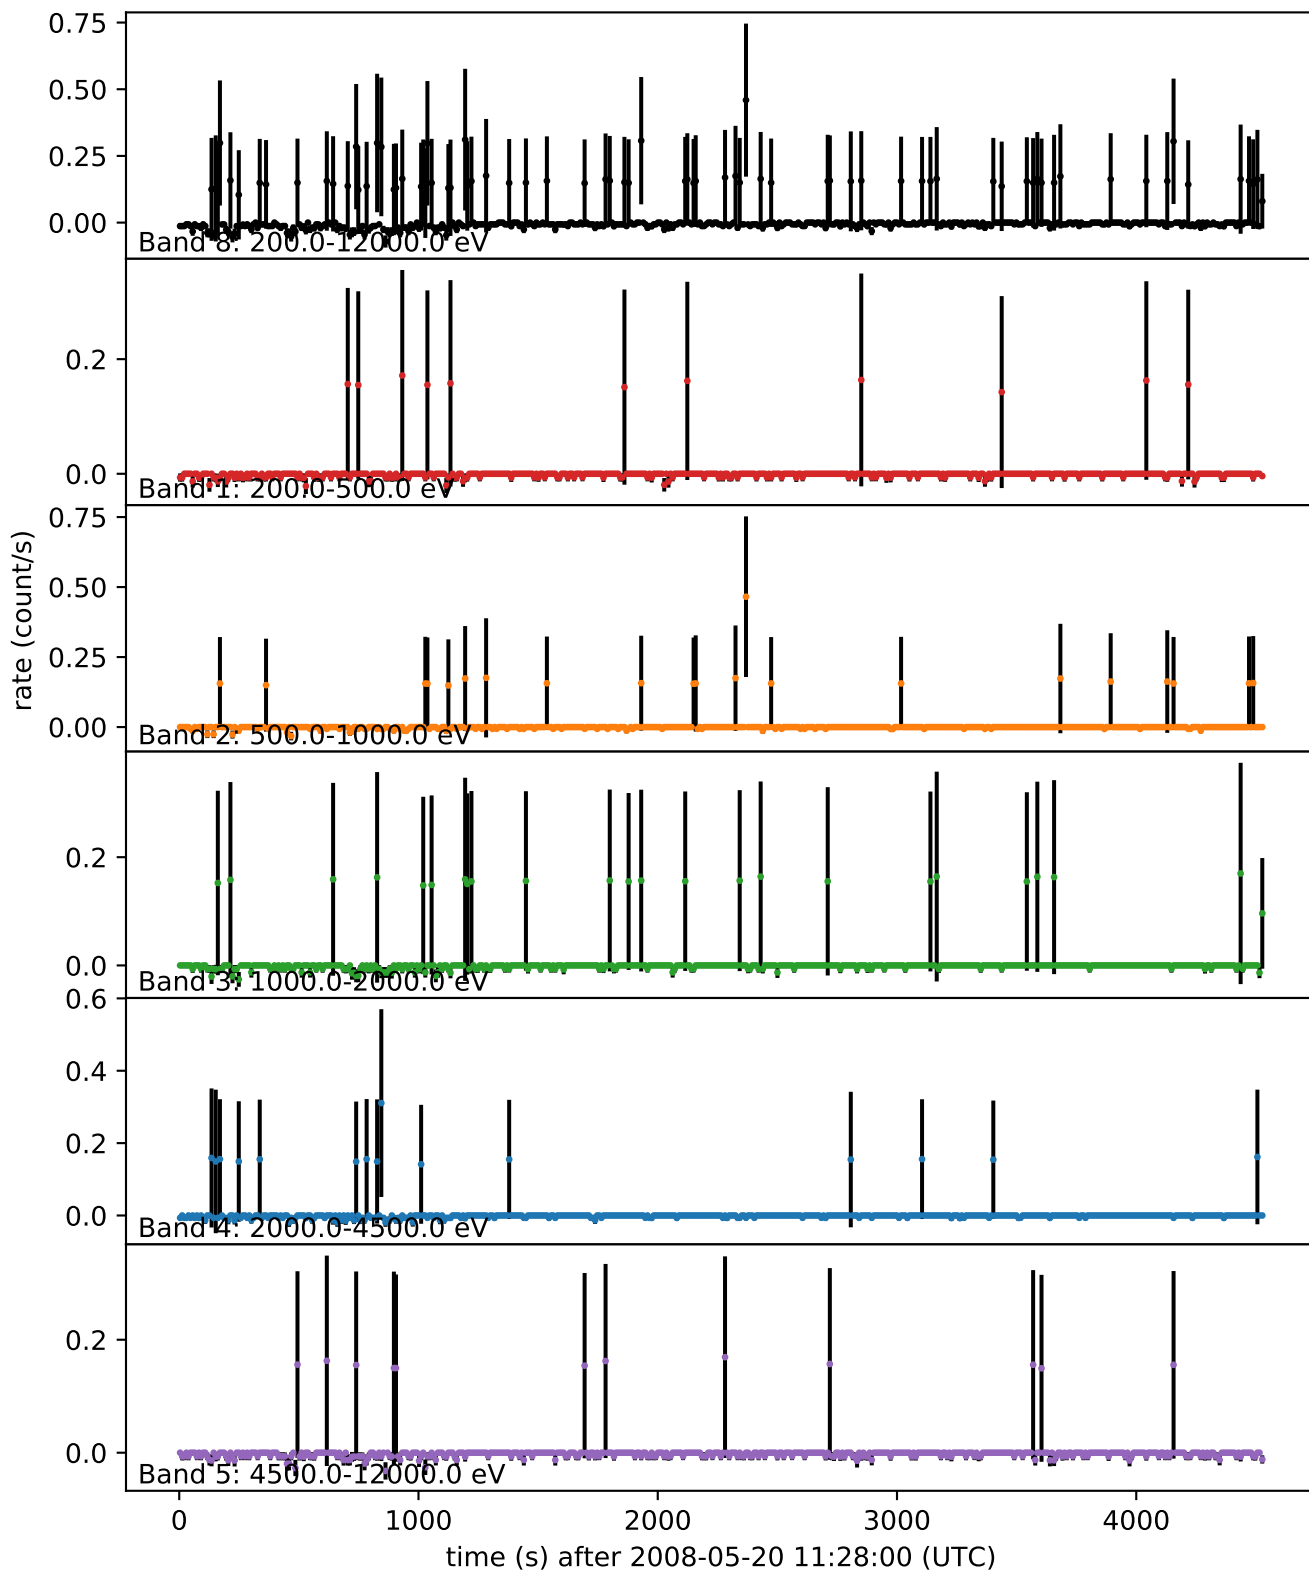 0.75
0.50
0.25
0.00
Band 8: 200.0-12000.0 eV
0.2
0.0
Band 1: 200.0-500.0 eV
0.75
0.50
0.25
0.00
Band 2: 500.0-1000.0 eV
rate (count/s)
0.2
0.0
Band 3: 1000.0-2000.0 eV
0.6
0.4
0.2
0.0
Band 4: 2000.0-4500.0 eV
0.2
0.0
Band 5: 4500.0-12000.0 eV
0 1000 2000 3000 4000
time (s) after 2008-05-20 11:28:00 (UTC)